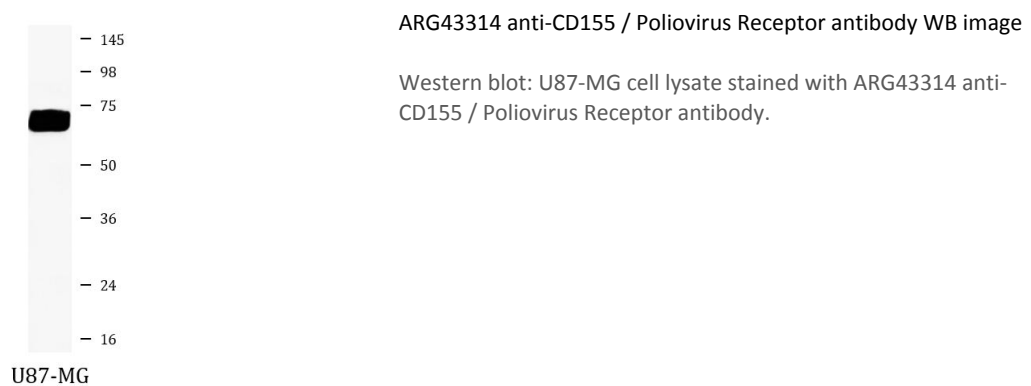 ARG43314 anti-CD155 / Poliovirus Receptor antibody WB image
Western blot: U87-MG cell lysate stained with ARG43314 anti-
CD155 / Poliovirus Receptor antibody.
145
98
75
50
36
24
16
U87-MG